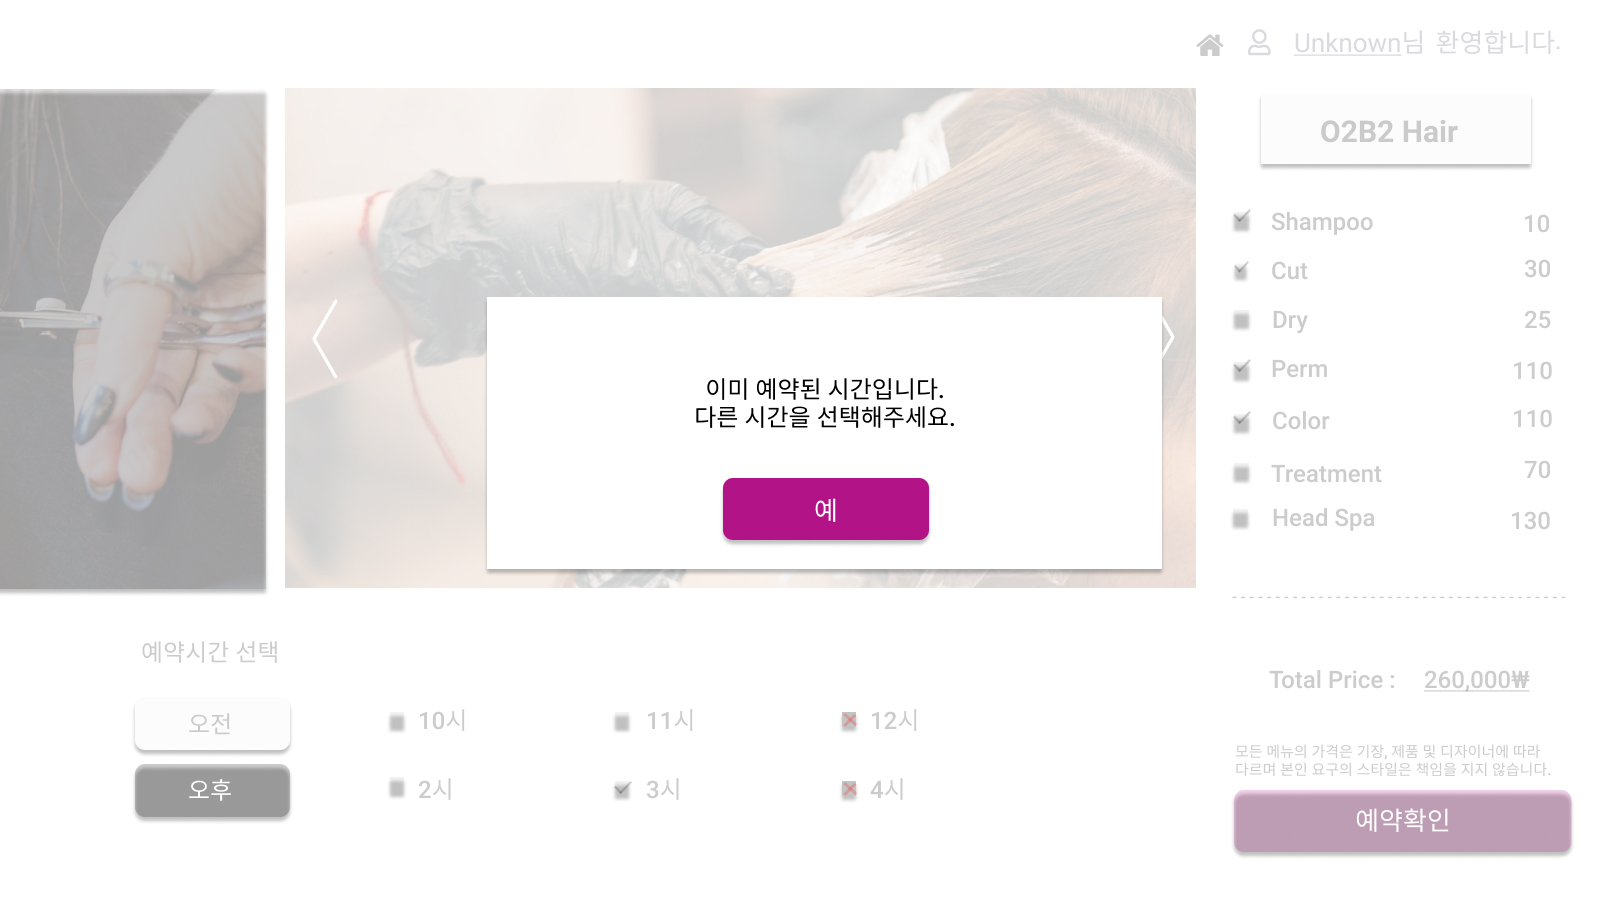 Unknown님 환영합니다.
O2B2 Hair
Shampoo 10
Cut 30
Dry 25
Perm 110
Color 110
Treatment 70
Head Spa 130
이미 예약된 시간입니다.
다른 시간을 선택해주세요.
예
예약시간 선택
오전 10시 11시 12시
오후 2시 3시 4시
Total Price : 260,000₩
모든 메뉴의 가격은 기장, 제품 및 디자이너에 따라
다르며 본인 요구의 스타일은 책임을 지지 않습니다.
예약확인